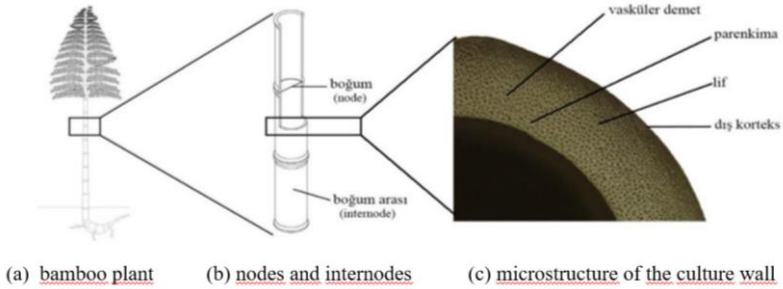 vasküler demet
parenkima
lif
dış korteks
boğum
(node)
boğum arası
(internode)
(a) bamboo plant
(b) nodes and internodes
(c) microstructure of the culture wall